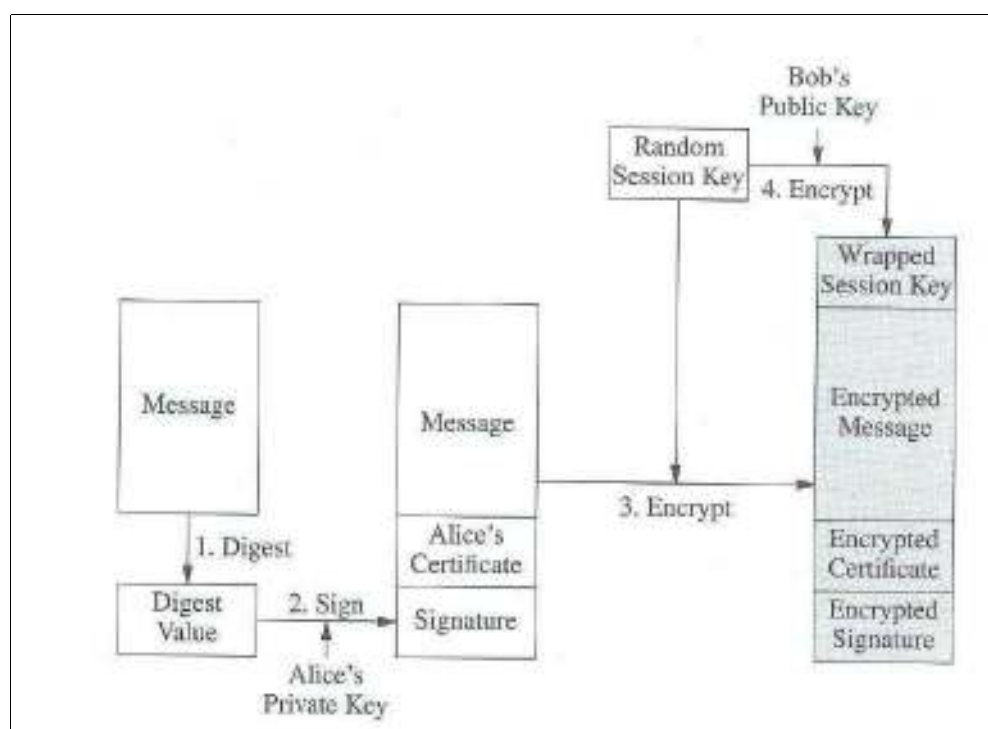 Bob's
Public Key
Random
Session Key
4. Encrypt
Wrapped
Session Key
Message
Message
Encrypted
Message
3. Encrypt
1. Digest
Alice's
Certificate
Encrypted
Certificate
Digest
Value
2. Sign
Signature
Encrypted
Signature
Alice's
Private Key